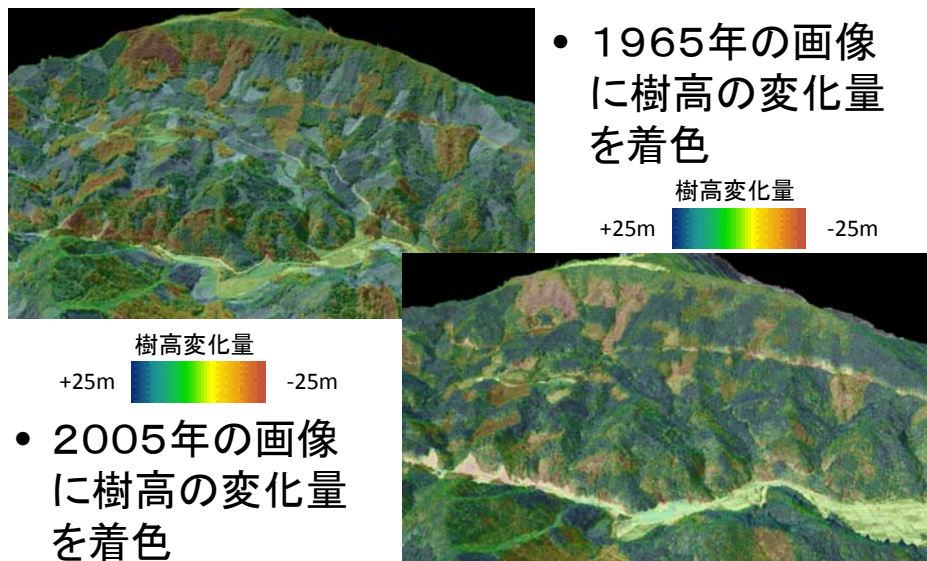 • １９６５年の画像
に樹高の変化量
を着色
樹高変化量
+25m -25m
樹高変化量
+25m -25m
• ２００５年の画像
に樹高の変化量
を着色